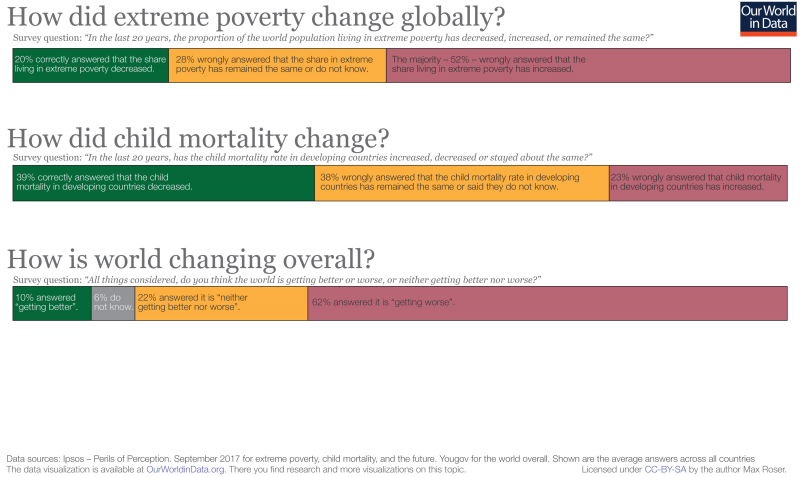 How did extreme poverty change globally?
Our World
in Data
Survey question: “In the last 20 years, the proportion of the world population living in extreme poverty has decreased, increased, or remained the same?”
20% correctly answered that the share
living in extreme poverty decreased.
28% wrongly answered that the share in extreme
poverty has remained the same or do not know.
The majority – 52% – wrongly answered that the
share living in extreme poverty has increased.
How did child mortality change?
Survey question: “In the last 20 years, has the child mortality rate in developing countries increased, decreased or stayed about the same?”
39% correctly answered that the child
mortality in developing countries decreased.
38% wrongly answered that the child mortality rate in developing
countries has remained the same or said they do not know.
23% wrongly answered that child mortality
in developing countries has increased.
How is world changing overall?
Survey question: “All things considered, do you think the world is getting better or worse, or neither getting better nor worse?”
10% answered
“getting better”.
6% do
not know.
22% answered it is “neither
getting better nor worse”.
62% answered it is “getting worse”.
Data sources: Ipsos – Perils of Perception. September 2017 for extreme poverty, child mortality, and the future. Yougov for the world overall. Shown are the average answers across all countries
The data visualization is available at OurWorldinData.org. There you find research and more visualizations on this topic.
Licensed under CC-BY-SA by the author Max Roser.